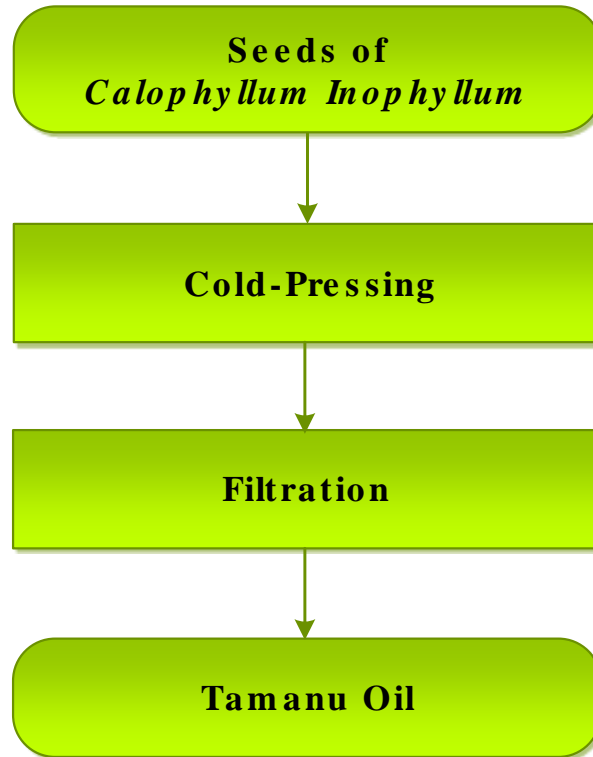 Seeds of
Calophyllum Inophyllum
Cold-Pressing
Filtration
Tamanu Oil